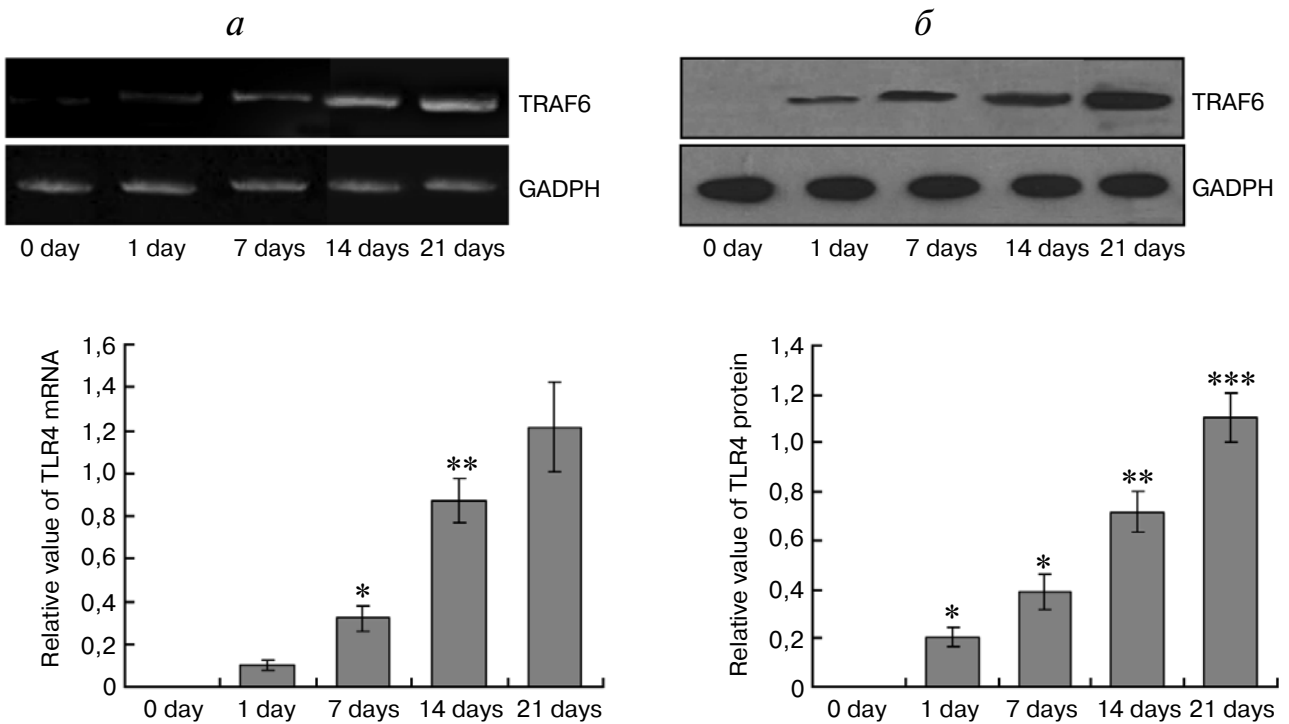 а
TRAF6
GADPH
0 day 1 day 7 days 14 days 21 days
Relative value of TLR4 mRNA
1,6
1,4
1,2
1,0
0,8
0,6
0,4
0,2
0
*
**
0 day 1 day 7 days 14 days 21 days
б
TRAF6
GADPH
0 day 1 day 7 days 14 days 21 days
Relative value of TLR4 protein
1,4
1,2
1,0
0,8
0,6
0,4
0,2
0
*
*
**
***
0 day 1 day 7 days 14 days 21 days